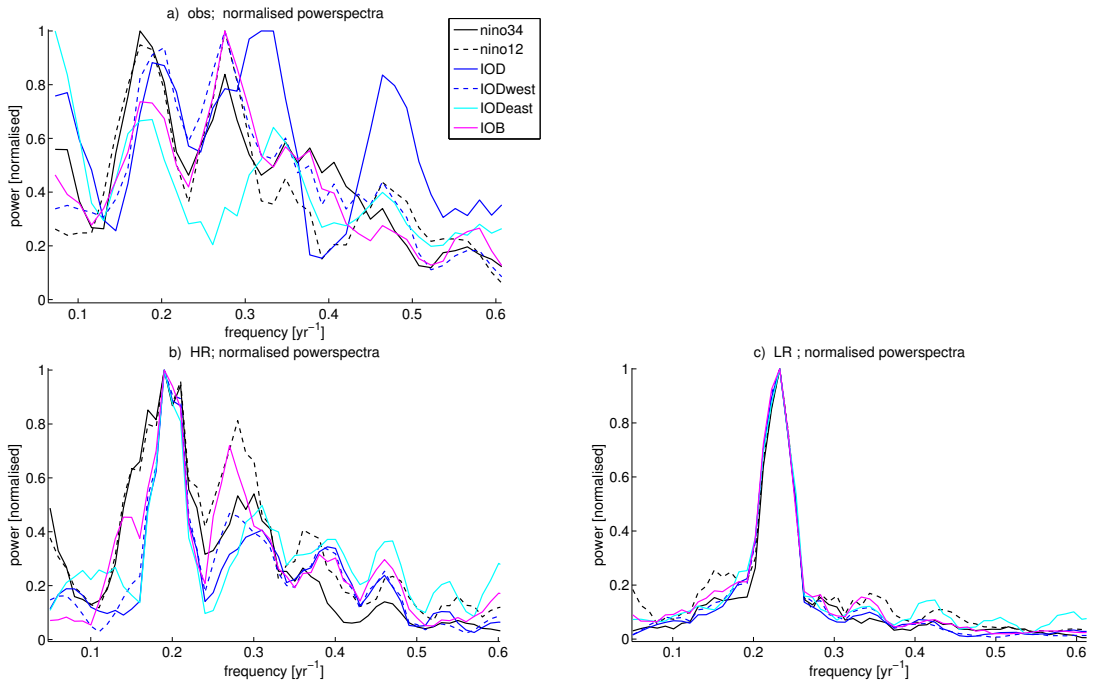 a) obs; normalised powerspectra
1
0.8
0.6
0.4
0.2
0
power [normalised]
0.1 0.2 0.3 0.4 0.5 0.6
frequency [yr⁻¹]
nino34
nino12
IOD
IODwest
IODeast
IOB
b) HR; normalised powerspectra
1
0.8
0.6
0.4
0.2
0
power [normalised]
0.1 0.2 0.3 0.4 0.5 0.6
frequency [yr⁻¹]
c) LR ; normalised powerspectra
1
0.8
0.6
0.4
0.2
0
power [normalised]
0.1 0.2 0.3 0.4 0.5 0.6
frequency [yr⁻¹]